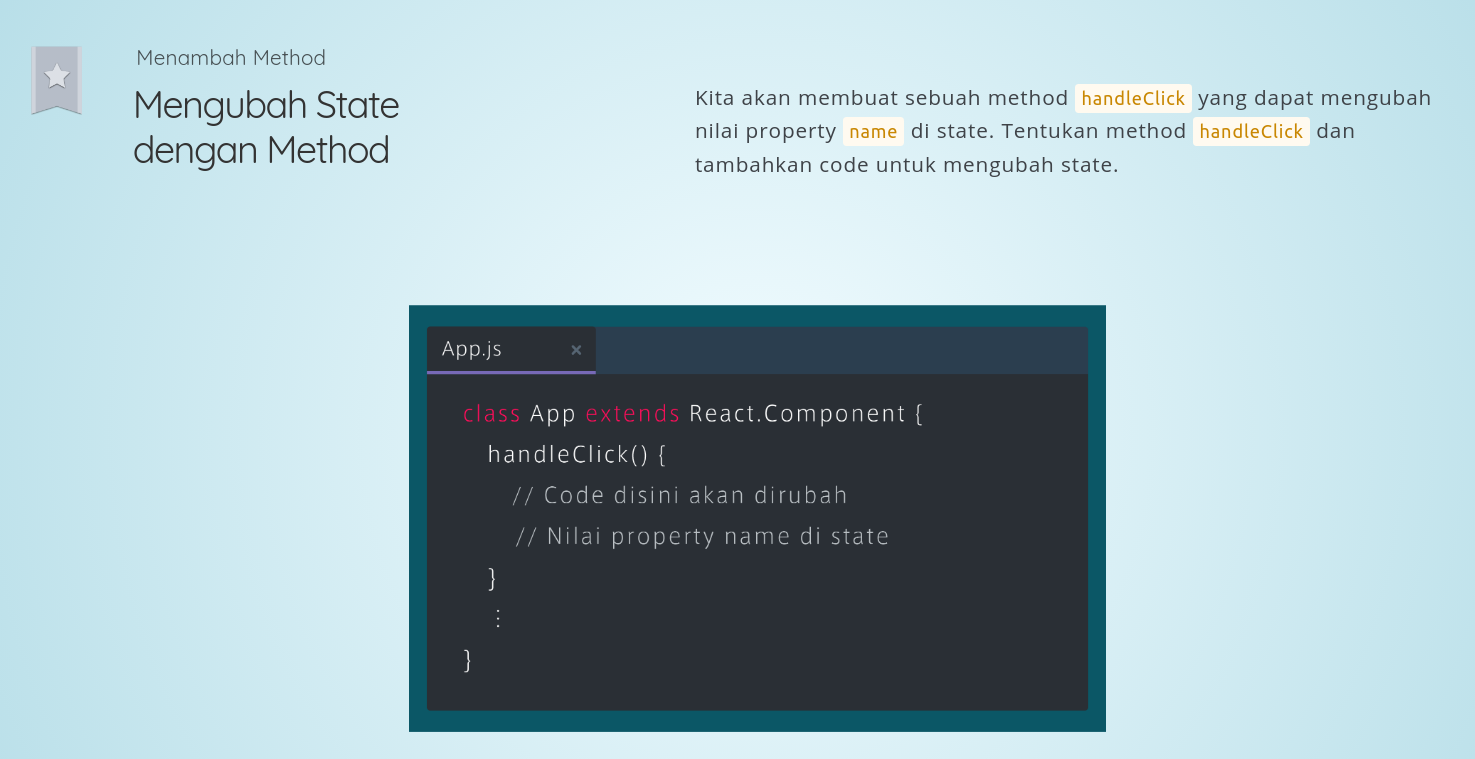 Menambah Method
Mengubah State
dengan Method
Kita akan membuat sebuah method handleClick yang dapat mengubah
nilai property name di state. Tentukan method handleClick dan
tambahkan code untuk mengubah state.
App.js ×
class App extends React.Component {
handleClick() {
// Code disini akan dirubah
// Nilai property name di state
}
⋮
}